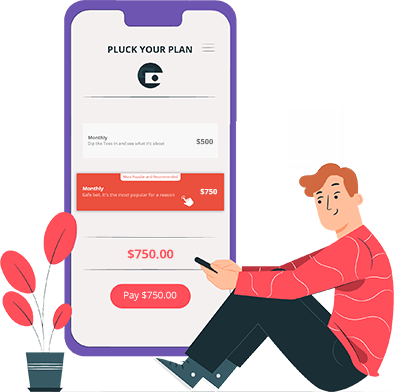 PLUCK YOUR PLAN
Monthly
Dip the Toes in and see what it's about
$500
Most Popular and Recommended
Monthly
Safe bet. It's the most popular for a reason
$750
$750.00
Pay $750.00